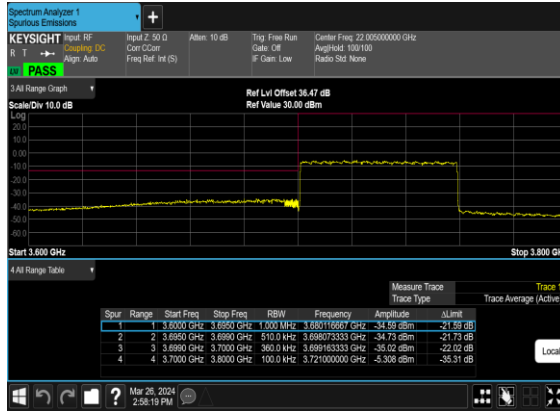 Spectrum Analyzer 1
Spurious Emissions
+
KEYSIGHT Input: RF Input Z: 50 Ω Atten: 10 dB Trig: Free Run Center Freq: 22.005000000 GHz
R T Coupling: DC Corr CCorr Gate: Off Avg|Hold: 100/100
Align: Auto Freq Ref: Int (S) IF Gain: Low Radio Std: None
PASS
3 All Range Graph
Ref Lvl Offset 36.47 dB
Scale/Div 10.0 dB Ref Value 30.00 dBm
Log
20.0
10.0
0.00
-10.0
-20.0
-30.0
-40.0
-50.0
-60.0
Start 3.600 GHz Stop 3.800 GH
4 All Range Table
Measure Trace Trace 1
Trace Type Trace Average (Active
Spur Range Start Freq Stop Freq RBW Frequency Amplitude ΔLimit
1 1 3.6000 GHz 3.6950 GHz 1.000 MHz 3.680116667 GHz -34.59 dBm -21.59 dB
2 2 3.6950 GHz 3.6990 GHz 510.0 kHz 3.698073333 GHz -34.73 dBm -21.73 dB
3 3 3.6990 GHz 3.7000 GHz 360.0 kHz 3.699163333 GHz -35.02 dBm -22.02 dB
4 4 3.7000 GHz 3.8000 GHz 100.0 kHz 3.721000000 GHz -5.308 dBm -35.31 dB
Local
? Mar 26, 2024
2:58:19 PM